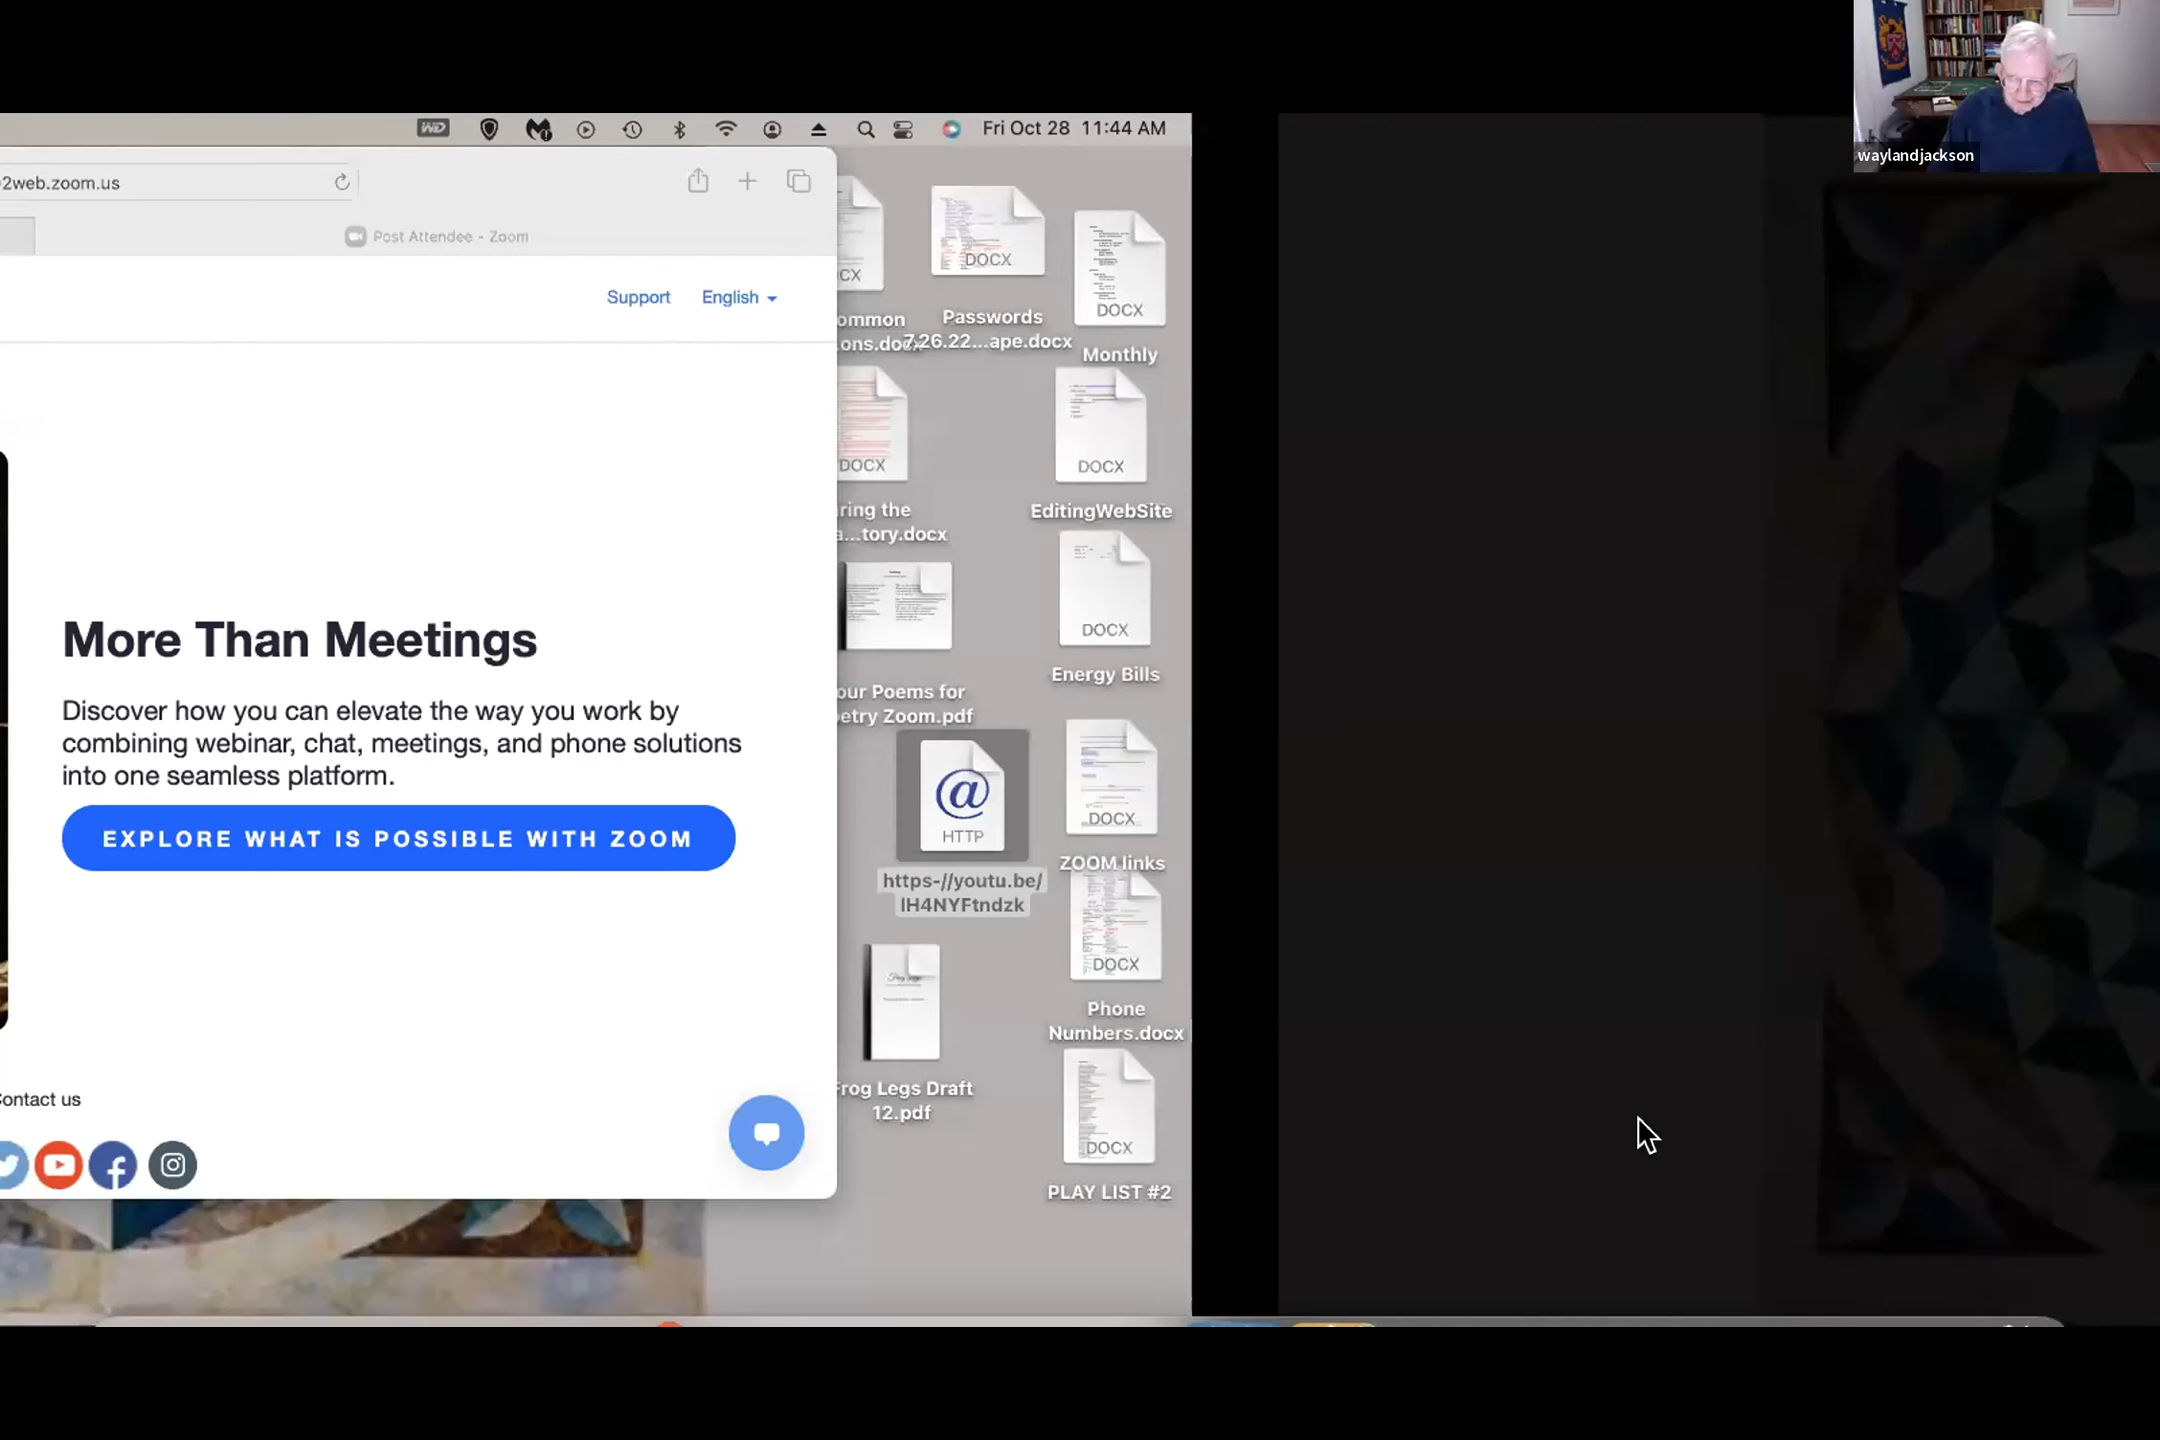 WD
Fri Oct 28 11:44 AM
2web.zoom.us
Post Attendee - Zoom
Support English
More Than Meetings
Discover how you can elevate the way you work by
combining webinar, chat, meetings, and phone solutions
into one seamless platform.
EXPLORE WHAT IS POSSIBLE WITH ZOOM
ontact us
CX
ommon
ons.docx
DOCX
Passwords
7.26.22...ape.docx
DOCX
Monthly
DOCX
ring the
a...tory.docx
DOCX
EditingWebSite
DOCX
Energy Bills
our Poems for
etry Zoom.pdf
@
HTTP
https-//youtu.be/
IH4NYFtndzk
DOCX
ZOOM links
DOCX
Phone
Numbers.docx
Frog Legs Draft
12.pdf
DOCX
PLAY LIST #2
waylandjackson